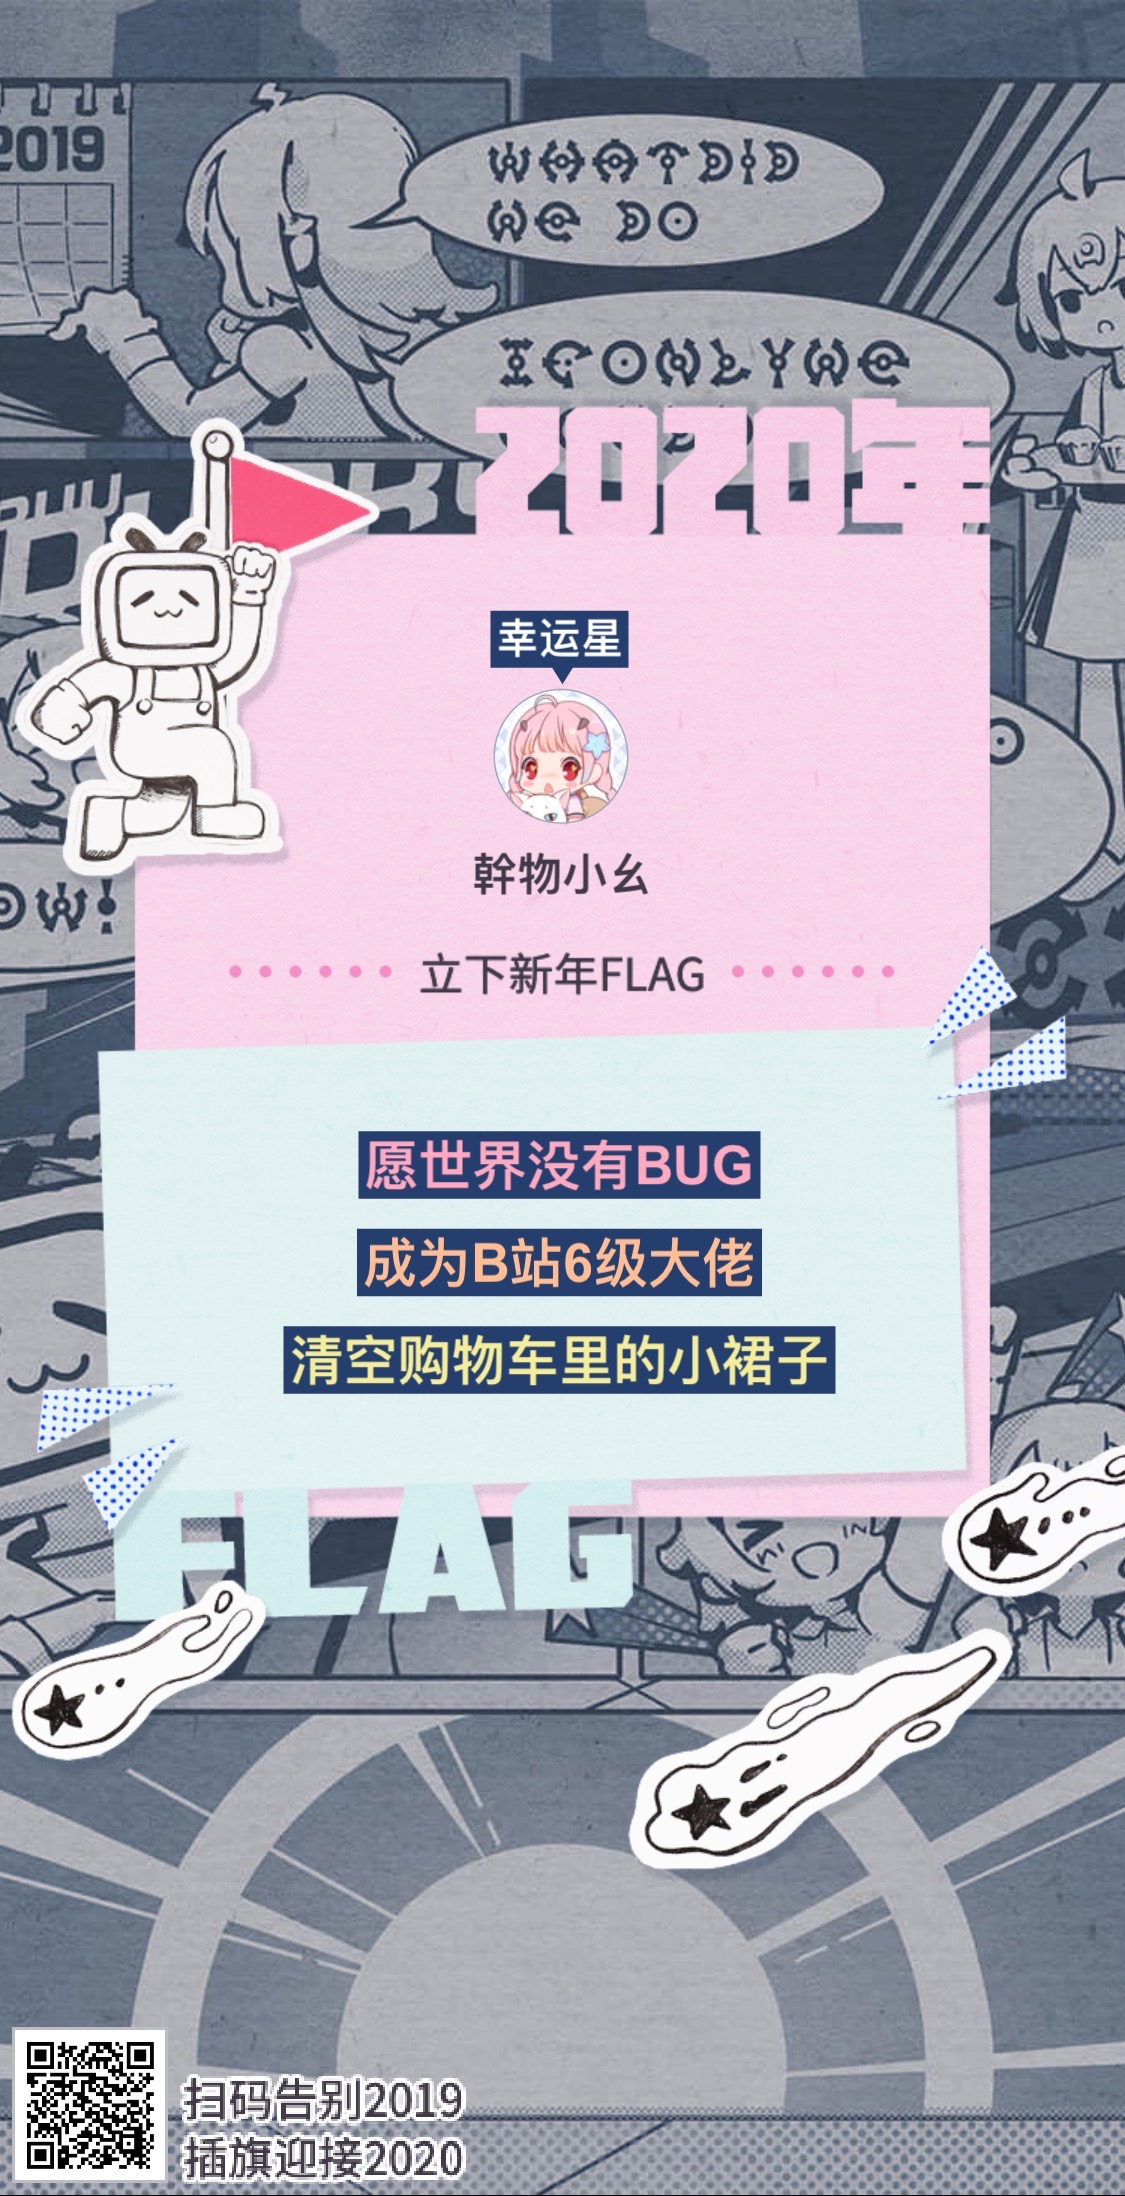 2019
WHATDID
WE DO
IFONLYWE
2020年
幸运星
幹物小幺
立下新年FLAG
OW!
愿世界没有BUG
成为B站6级大佬
清空购物车里的小裙子
FLAG
扫码告别2019
插旗迎接2020